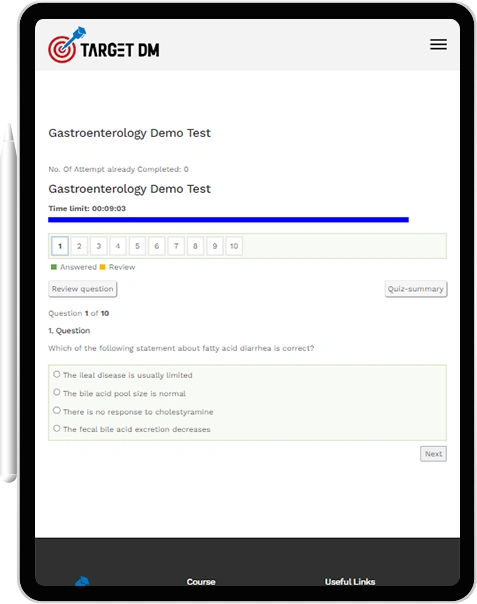 TARGET DM
Gastroenterology Demo Test
No. Of Attempt already Completed: 0
Gastroenterology Demo Test
Time limit: 00:09:03
1 2 3 4 5 6 7 8 9 10
Answered Review
Review question Quiz-summary
Question 1 of 10
1. Question
Which of the following statement about fatty acid diarrhea is correct?
The ileal disease is usually limited
The bile acid pool size is normal
There is no response to cholestyramine
The fecal bile acid excretion decreases
Next
Course Useful Links